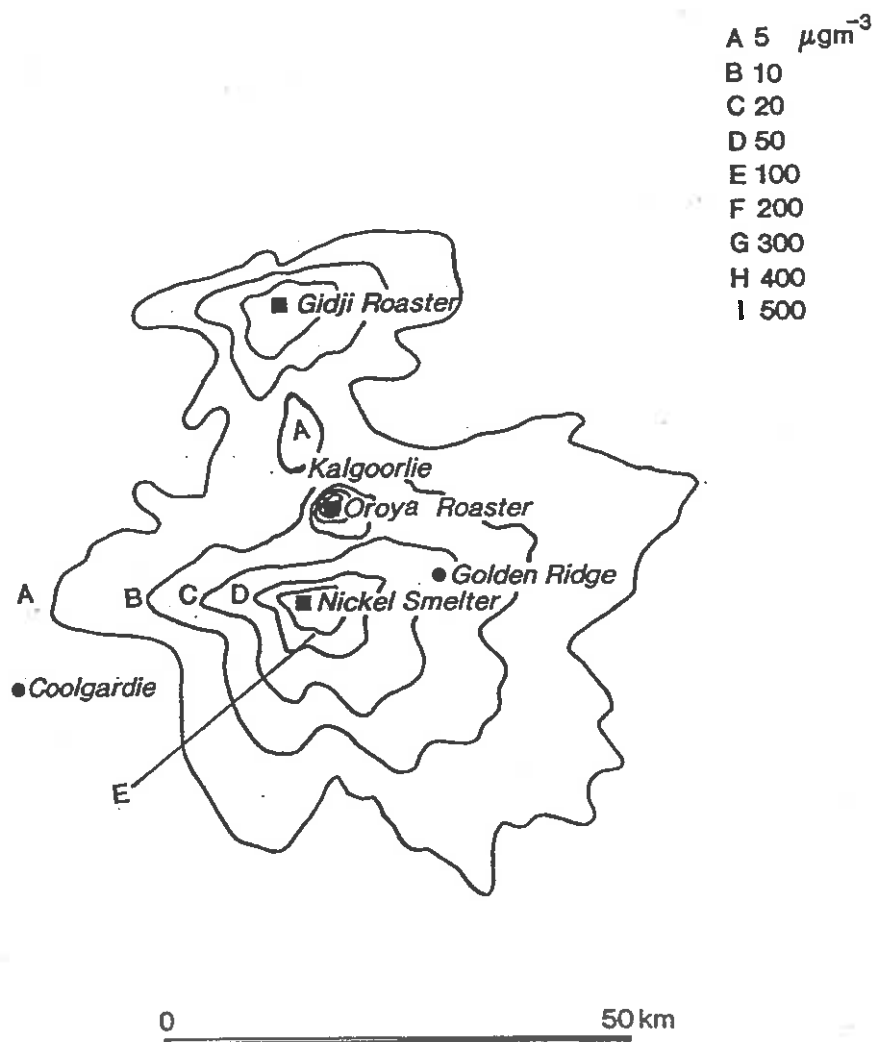 A 5 μgm⁻³
B 10
C 20
D 50
E 100
F 200
G 300
H 400
I 500
Gidji Roaster
A
Kalgoorlie
Oroya Roaster
Golden Ridge
A B C D
Nickel Smelter
Coolgardie
E
0 50 km